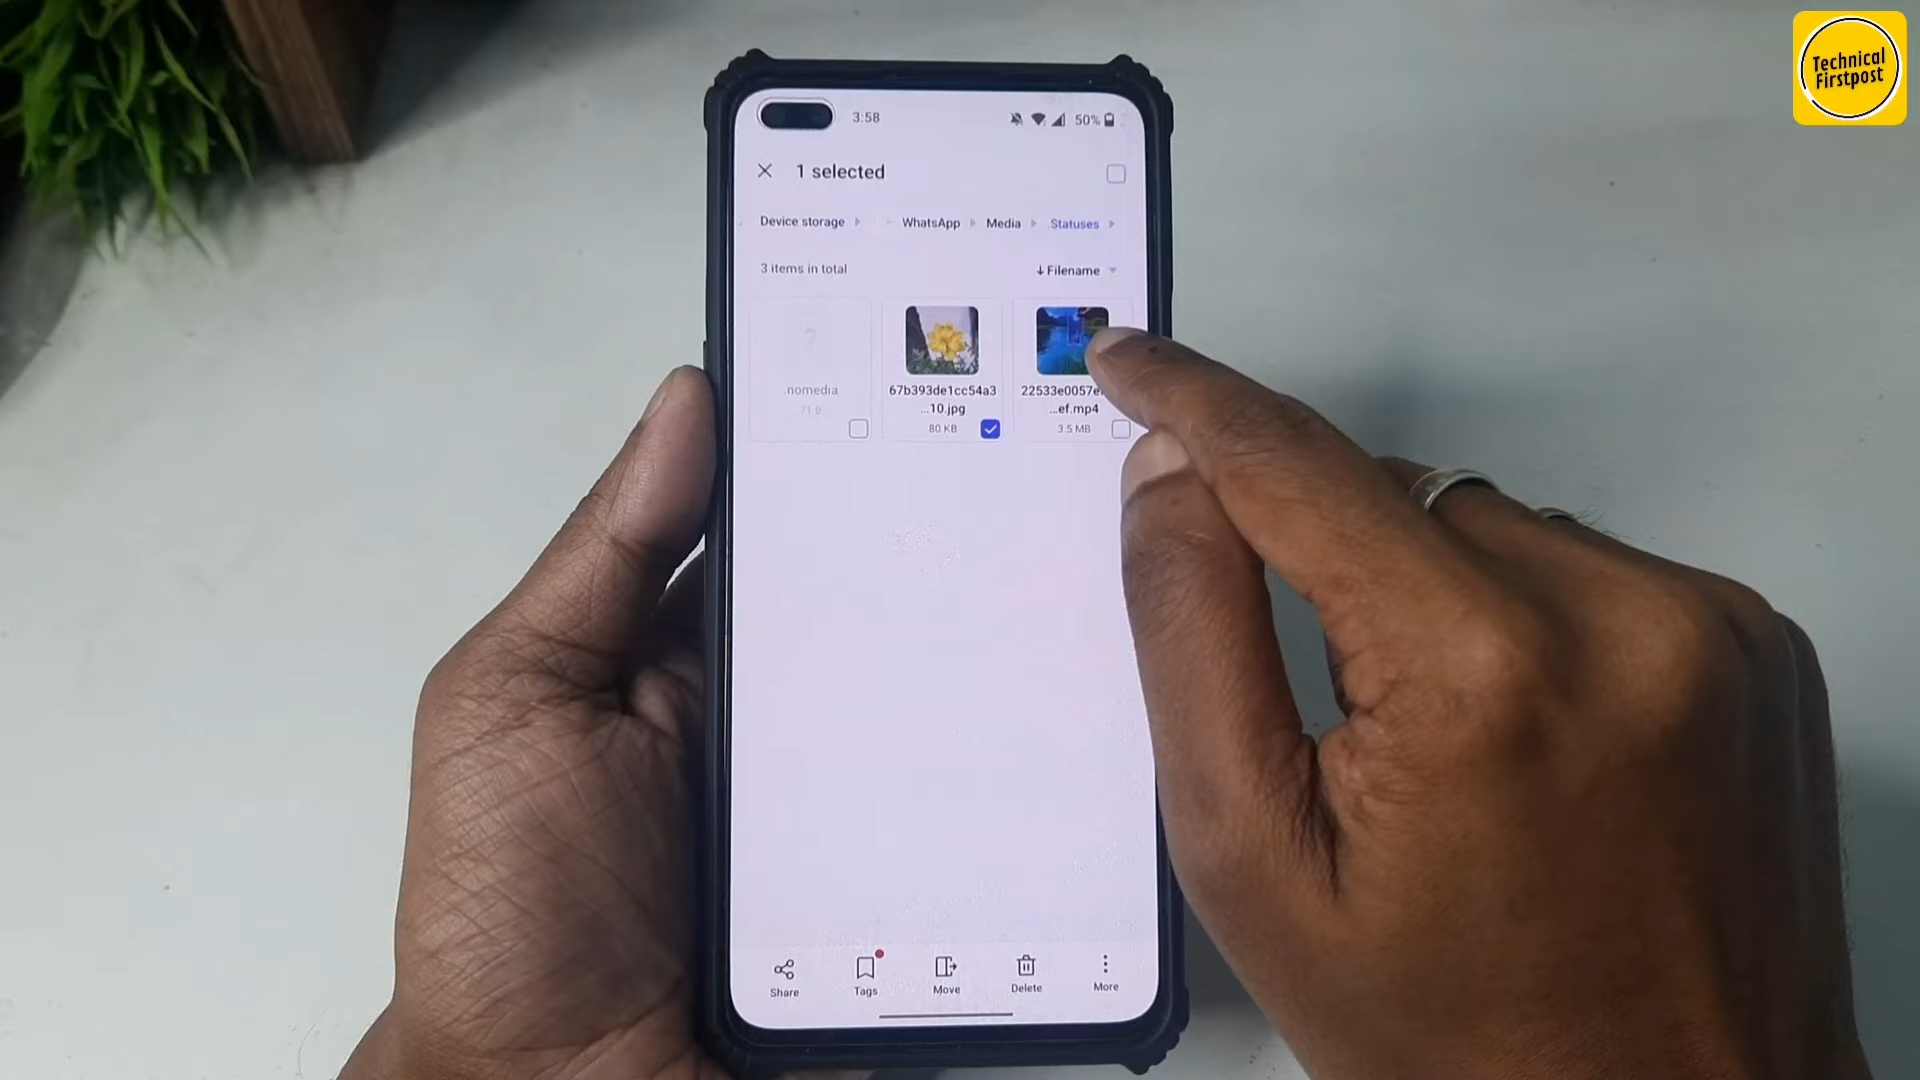 Technical
Firstpost
3:58
50%
1 selected
Device storage
WhatsApp
Media
Statuses
3 items in total
Filename
.nomedia
71 B
67b393de1cc54a3
...10.jpg
80 KB
22533e0057e
...ef.mp4
3.5 MB
Share
Tags
Move
Delete
More